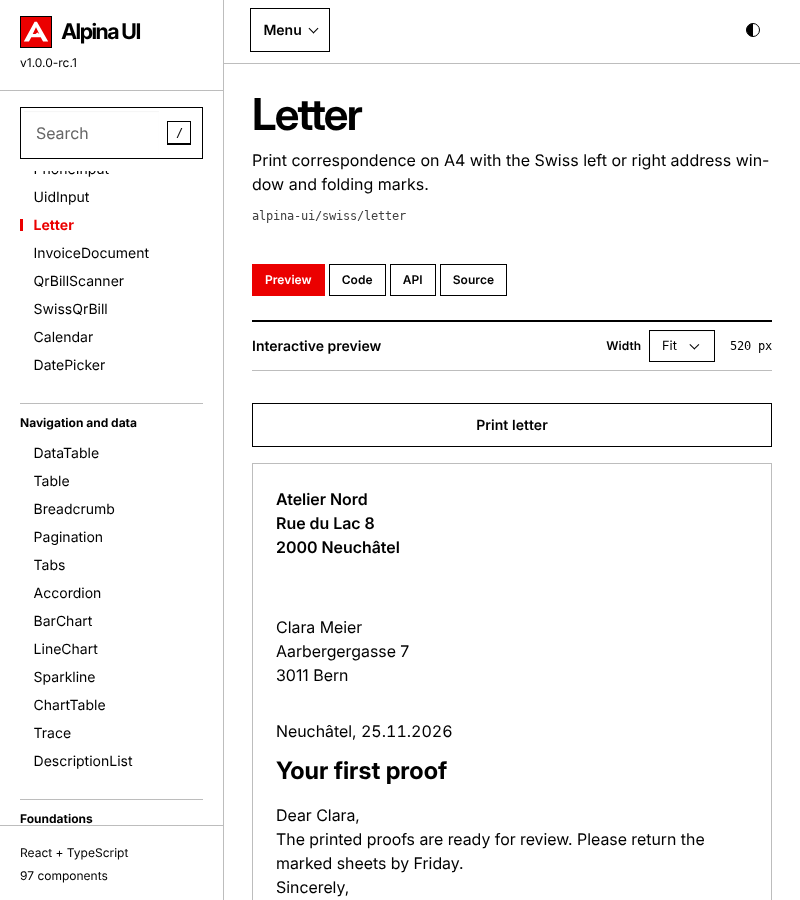 Alpina UI
v1.0.0-rc.1
Search
/
PhoneInput
UidInput
Letter
InvoiceDocument
QrBillScanner
SwissQrBill
Calendar
DatePicker
Navigation and data
DataTable
Table
Breadcrumb
Pagination
Tabs
Accordion
BarChart
LineChart
Sparkline
ChartTable
Trace
DescriptionList
Foundations
React + TypeScript
97 components
Menu
Letter
Print correspondence on A4 with the Swiss left or right address win-
dow and folding marks.
alpina-ui/swiss/letter
Preview
Code
API
Source
Interactive preview
Width
Fit
520 px
Print letter
Atelier Nord
Rue du Lac 8
2000 Neuchâtel
Clara Meier
Aarbergergasse 7
3011 Bern
Neuchâtel, 25.11.2026
Your first proof
Dear Clara,
The printed proofs are ready for review. Please return the
marked sheets by Friday.
Sincerely,